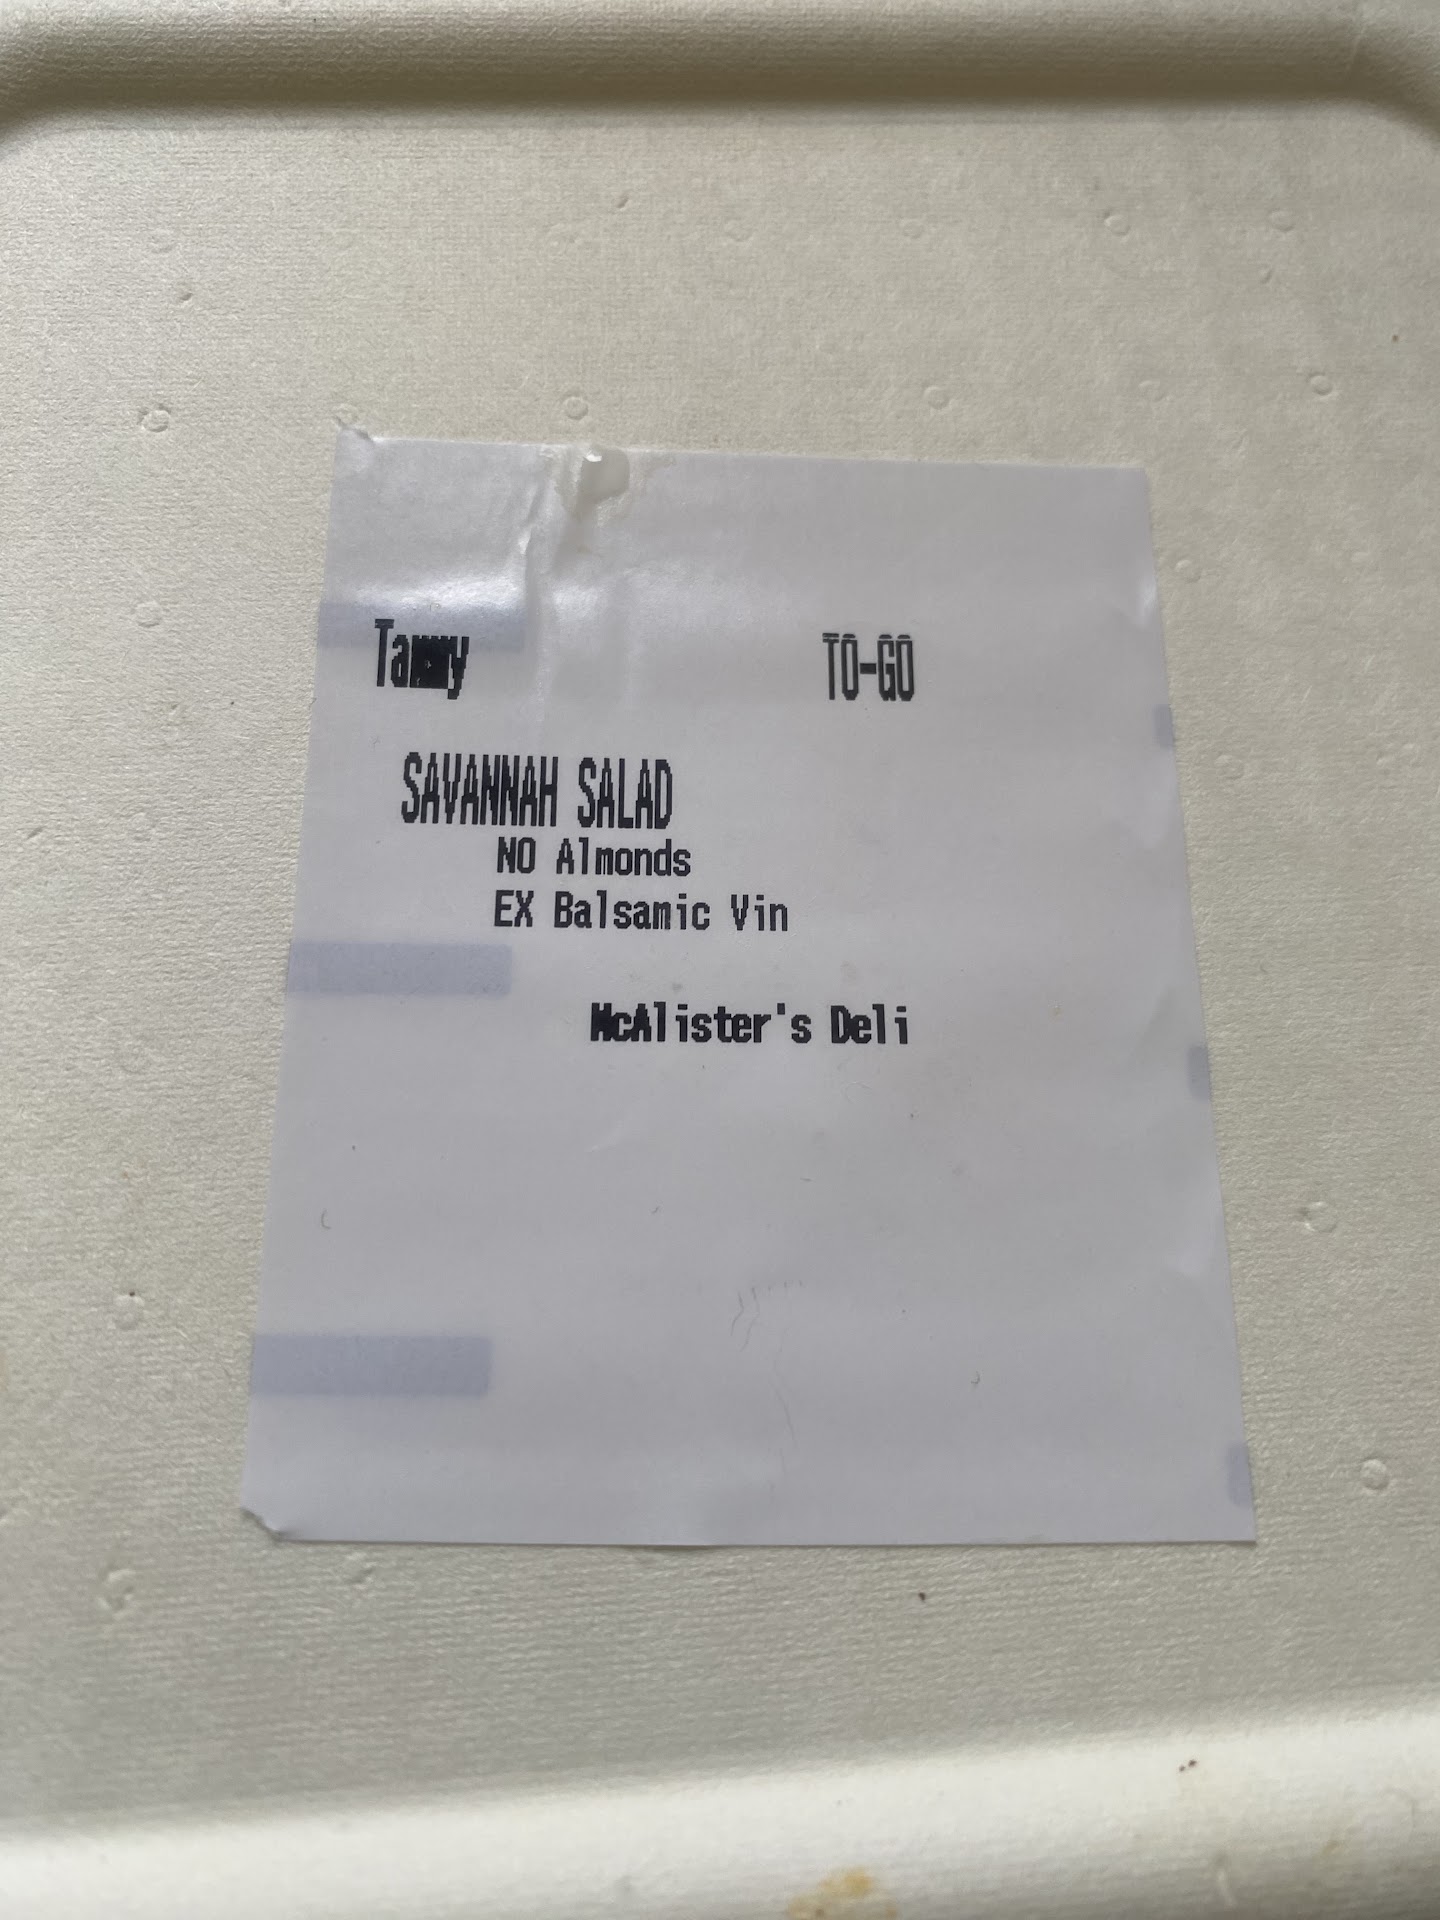 Tammy TO-GO
SAVANNAH SALAD
NO Almonds
EX Balsamic Vin
McAlister's Deli